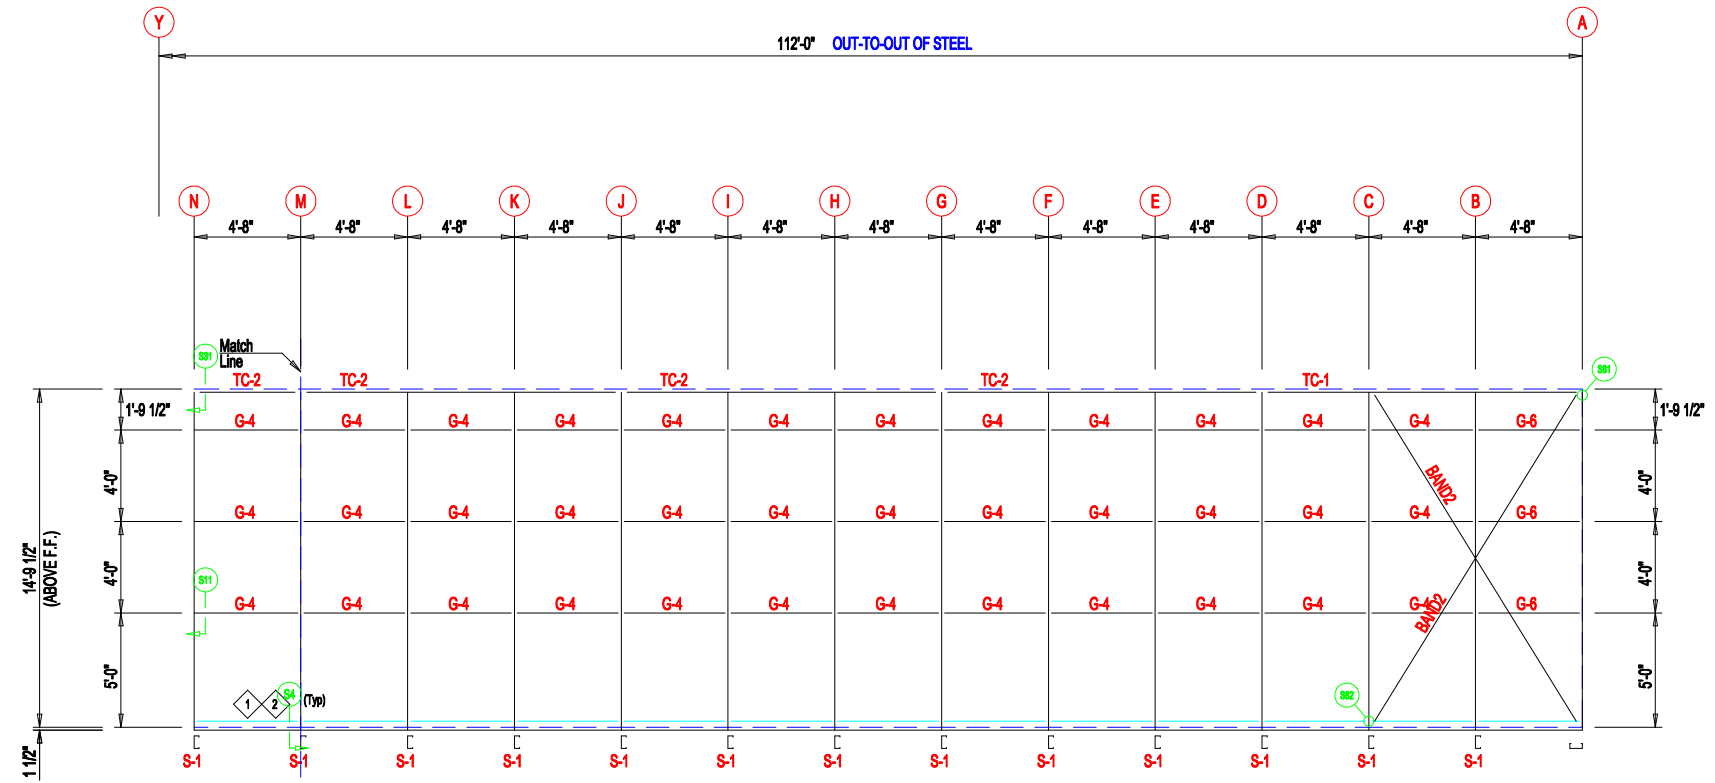 Y
A
112'-0" OUT-TO-OUT OF STEEL
N M L K J I H G F E D C B
4'-8" 4'-8" 4'-8" 4'-8" 4'-8" 4'-8" 4'-8" 4'-8" 4'-8" 4'-8" 4'-8" 4'-8" 4'-8"
S31
Match
Line
S81
TC-2 TC-2 TC-2 TC-2 TC-1
1'-9 1/2"
1'-9 1/2"
G-4 G-4 G-4 G-4 G-4 G-4 G-4 G-4 G-4 G-4 G-4 G-4 G-6
4'-0"
BAND2
4'-0"
G-4 G-4 G-4 G-4 G-4 G-4 G-4 G-4 G-4 G-4 G-4 G-4 G-6
14'-9 1/2"
(ABOVE F.F.)
4'-0"
S11
4'-0"
G-4 G-4 G-4 G-4 G-4 G-4 G-4 G-4 G-4 G-4 G-4 G-4 G-6
BAND2
5'-0"
5'-0"
1 2 S4 (Typ)
S82
1 1/2"
S-1 S-1 S-1 S-1 S-1 S-1 S-1 S-1 S-1 S-1 S-1 S-1 S-1